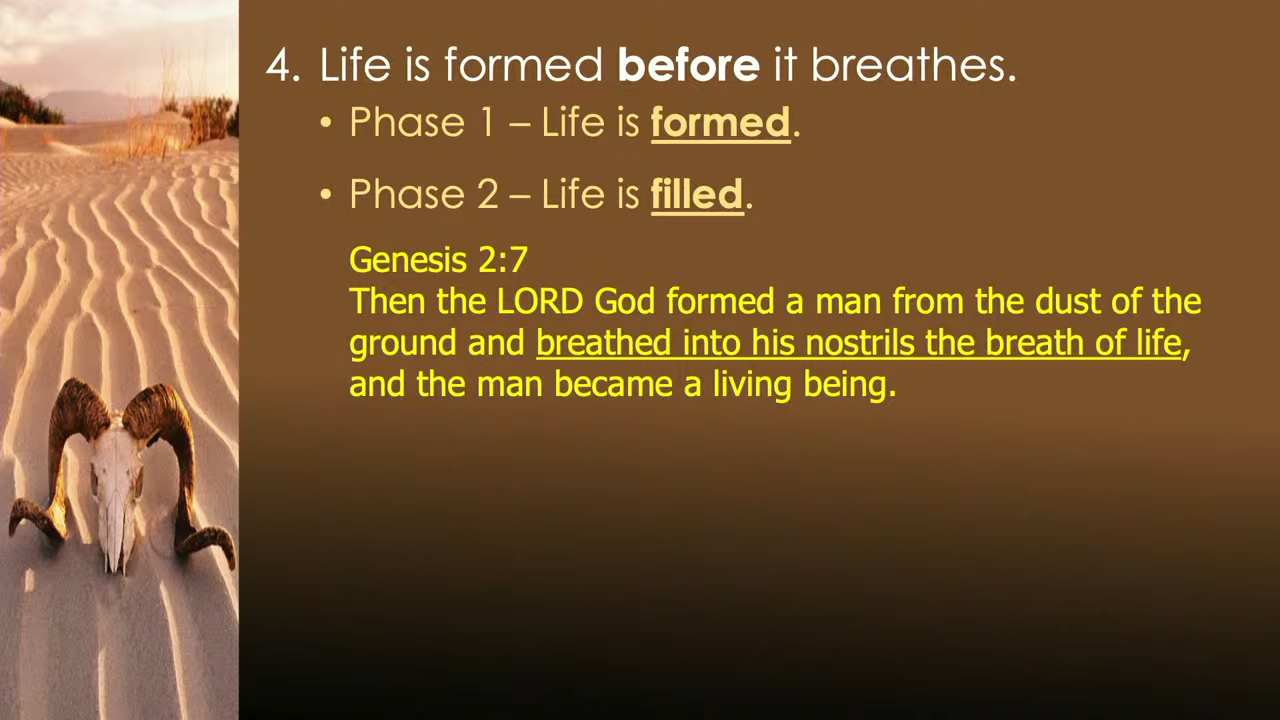 4. Life is formed before it breathes.
• Phase 1 – Life is formed.
• Phase 2 – Life is filled.
Genesis 2:7
Then the LORD God formed a man from the dust of the
ground and breathed into his nostrils the breath of life,
and the man became a living being.